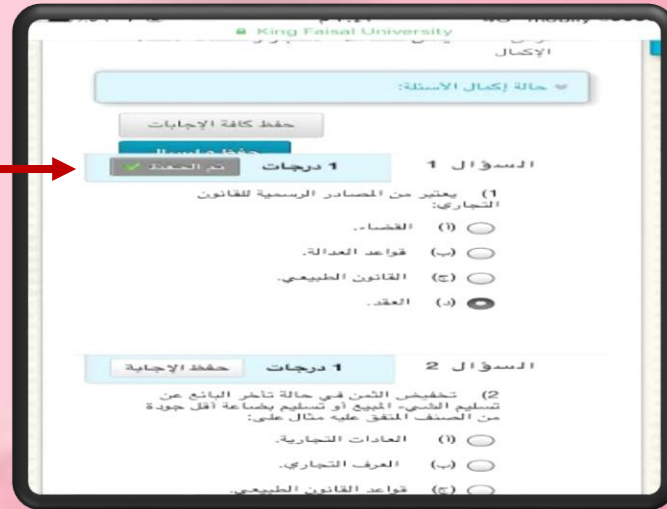 King Faisal University
الإكمال
حالة إكمال الأسئلة:
حفظ كافة الإجابات
حفظ و إرسال
السؤال 1
1 درجات
تم الحفظ
1) يعتبر من المصادر الرسمية للقانون
التجاري:
(أ) القضاء.
(ب) قواعد العدالة.
(ج) القانون الطبيعي.
(د) العقد.
السؤال 2
1 درجات
حفظ الإجابة
2) تخفيض الثمن في حالة تأخر البائع عن
تسليم الشيء المبيع أو تسليم بضاعة أقل جودة
من الصنف المتفق عليه مثال على:
(أ) العادات التجارية.
(ب) العرف التجاري.
(ج) قواعد القانون الطبيعي.